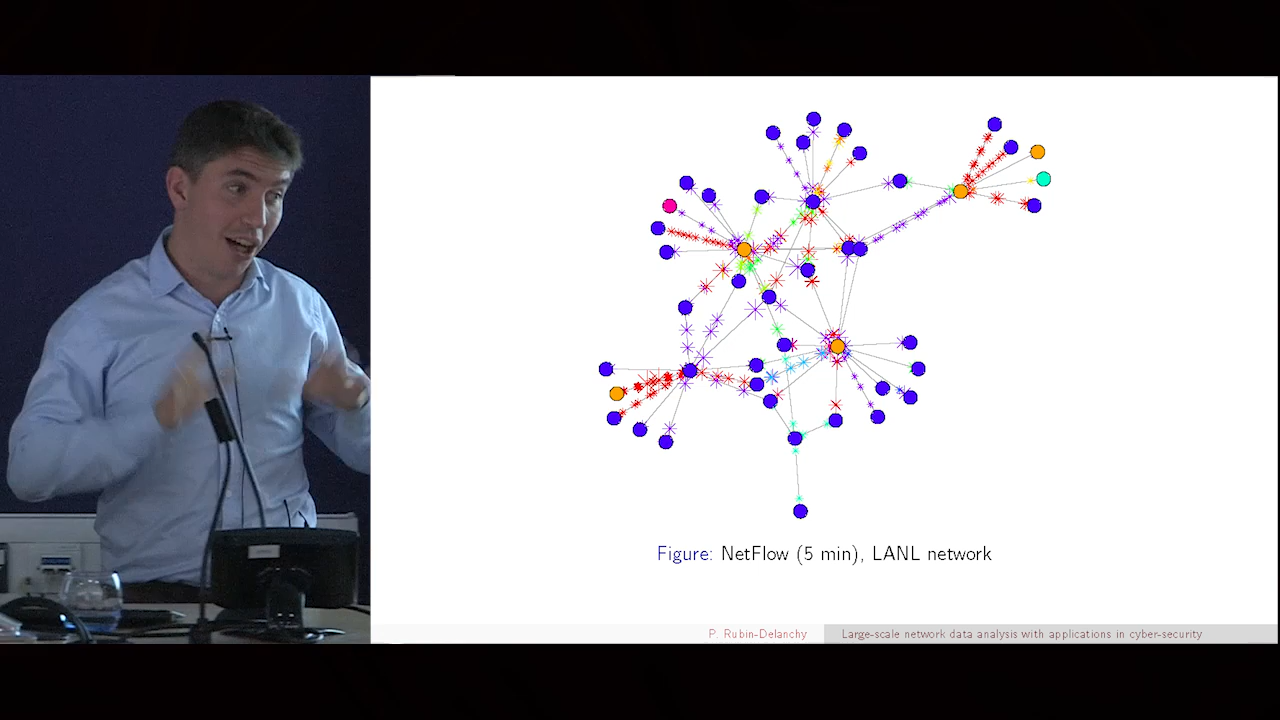 Figure: NetFlow (5 min), LANL network
P. Rubin-Delanchy
Large-scale network data analysis with applications in cyber-security